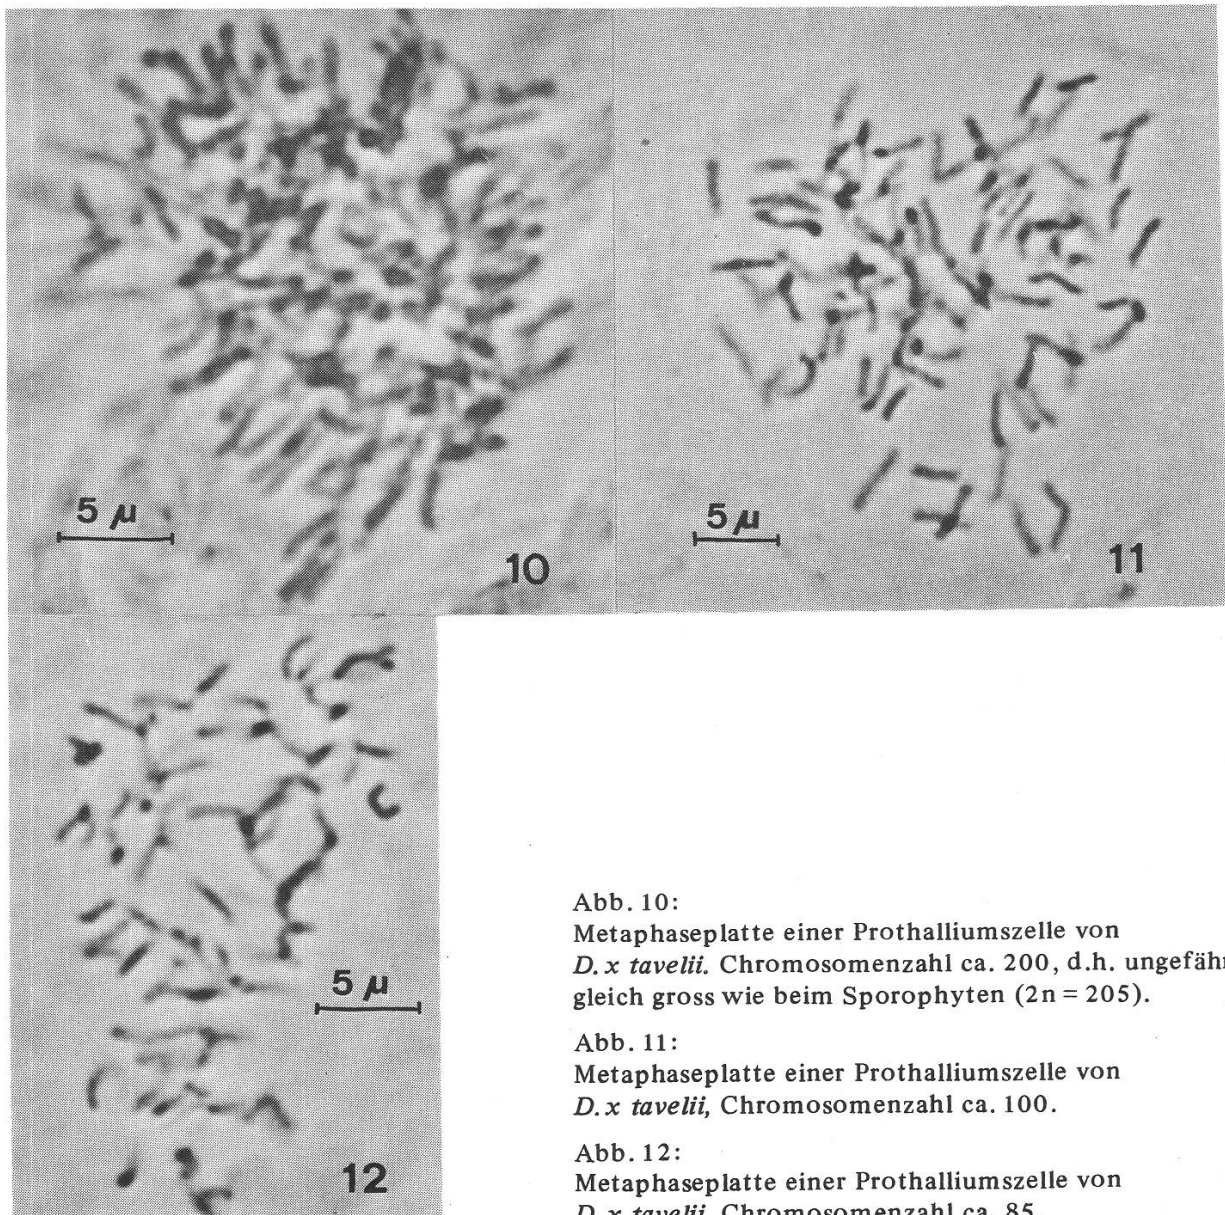 5 µ
10
5 µ
11
5 µ
12
Abb. 10:
Metaphaseplatte einer Prothalliumszelle von
D. x tavelii. Chromosomenzahl ca. 200, d.h. ungefähr
gleich gross wie beim Sporophyten (2n = 205).
Abb. 11:
Metaphaseplatte einer Prothalliumszelle von
D. x tavelii, Chromosomenzahl ca. 100.
Abb. 12:
Metaphaseplatte einer Prothalliumszelle von
D. x tavelii, Chromosomenzahl ca. 85.